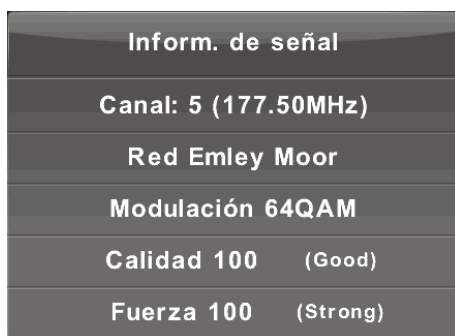 Inform. de señal
Canal: 5 (177.50MHz)
Red Emley Moor
Modulación 64QAM
Calidad 100 (Good)
Fuerza 100 (Strong)